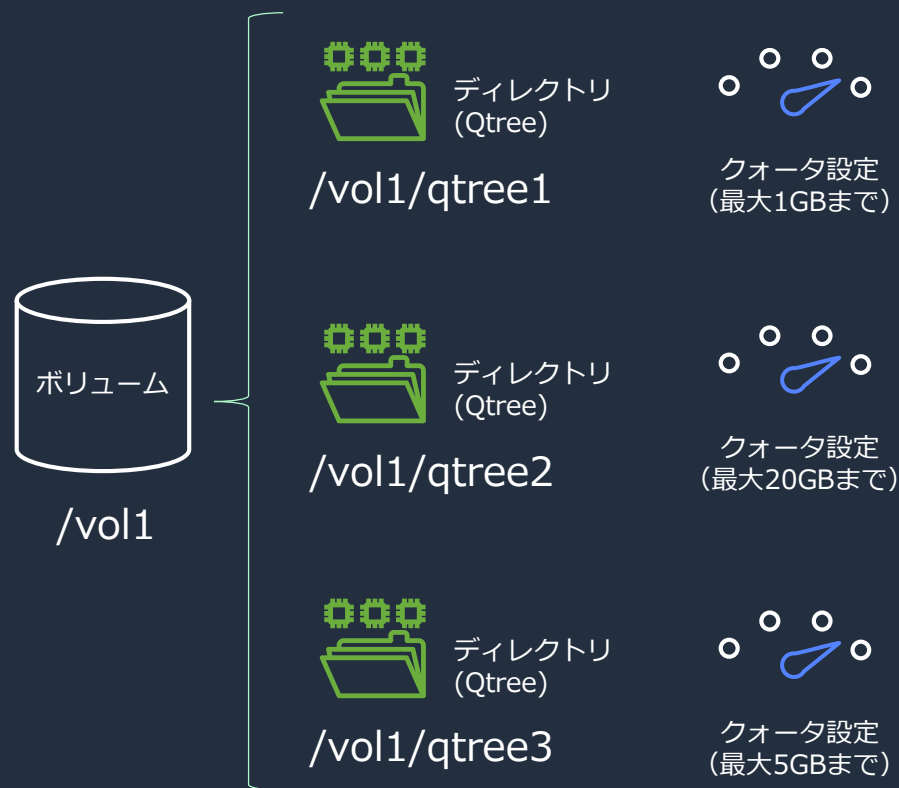 ディレクトリ
(Qtree)
/vol1/qtree1
クォータ設定
（最大1GBまで）
ボリューム
/vol1
ディレクトリ
(Qtree)
/vol1/qtree2
クォータ設定
（最大20GBまで）
ディレクトリ
(Qtree)
/vol1/qtree3
クォータ設定
（最大5GBまで）